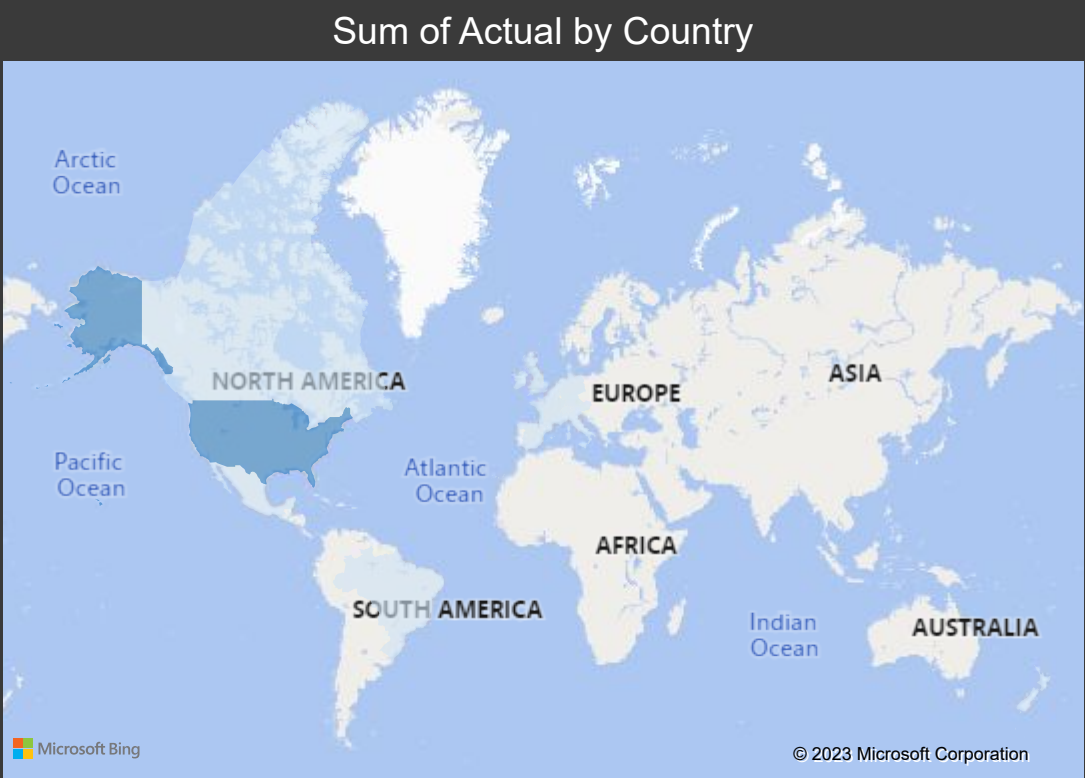 Sum of Actual by Country
Arctic
Ocean
NORTH AMERICA
EUROPE
ASIA
Pacific
Ocean
Atlantic
Ocean
AFRICA
SOUTH AMERICA
Indian
Ocean
AUSTRALIA
Microsoft Bing
© 2023 Microsoft Corporation